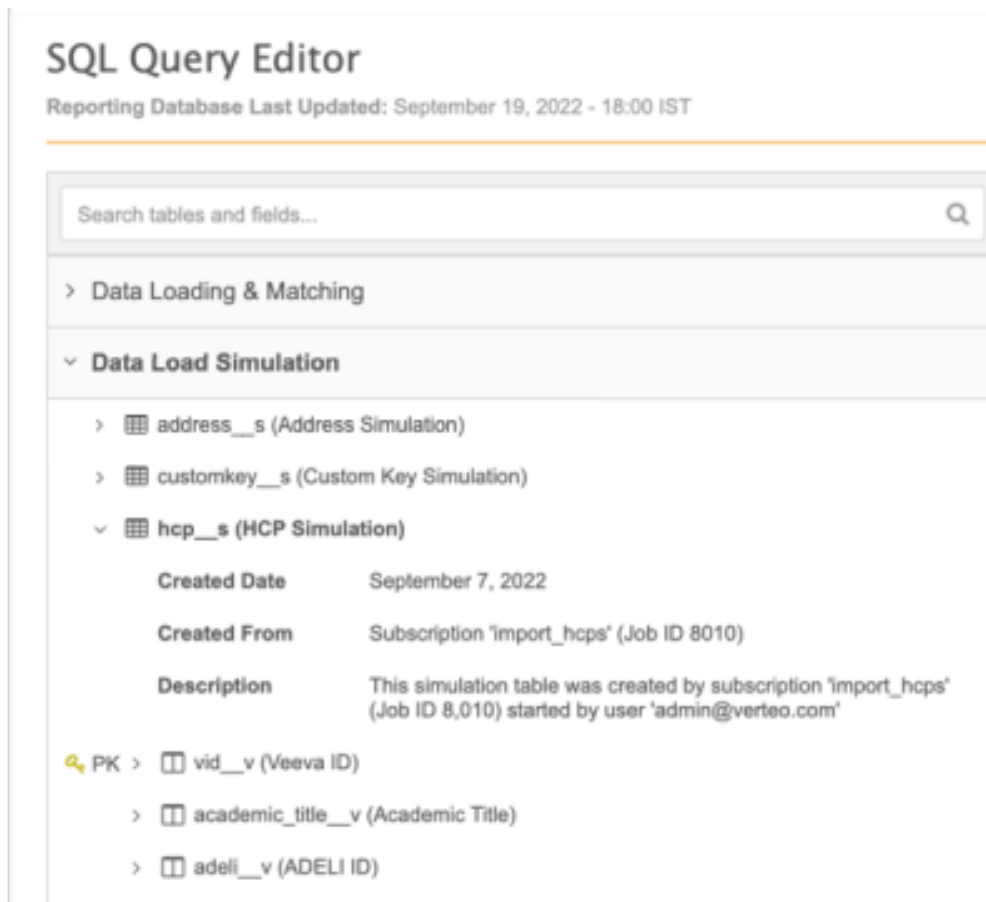 SQL Query Editor
Reporting Database Last Updated: September 19, 2022 - 18:00 IST
Search tables and fields...
Data Loading & Matching
Data Load Simulation
address__s (Address Simulation)
customkey__s (Custom Key Simulation)
hcp__s (HCP Simulation)
Created Date September 7, 2022
Created From Subscription 'import_hcps' (Job ID 8010)
Description This simulation table was created by subscription 'import_hcps'
(Job ID 8,010) started by user 'admin@verteo.com'
PK vid__v (Veeva ID)
academic_title__v (Academic Title)
adeli__v (ADELI ID)